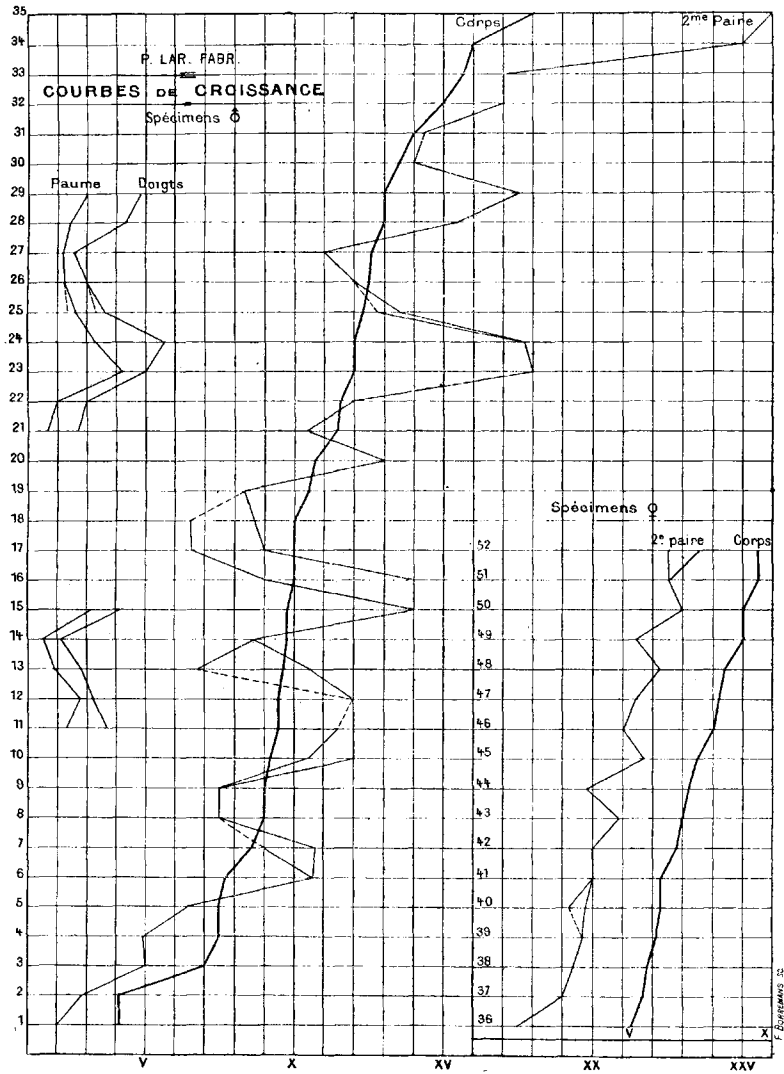 35
Corps
2me Paire
34
P. LAR. FABR.
33
COURBES DE CROISSANCE
32
Spécimens ♂
31
30
29
Paume
Doigts
28
27
26
25
24
23
22
21
20
19
18
Spécimens ♀
17
52
2e paire
Corps
16
51
15
50
14
49
13
48
12
47
11
46
10
45
9
44
8
43
7
42
6
41
5
40
4
39
3
38
2
37
1
36
V
X
V
X
XV
XX
XXV
F. BORREMANS SC.